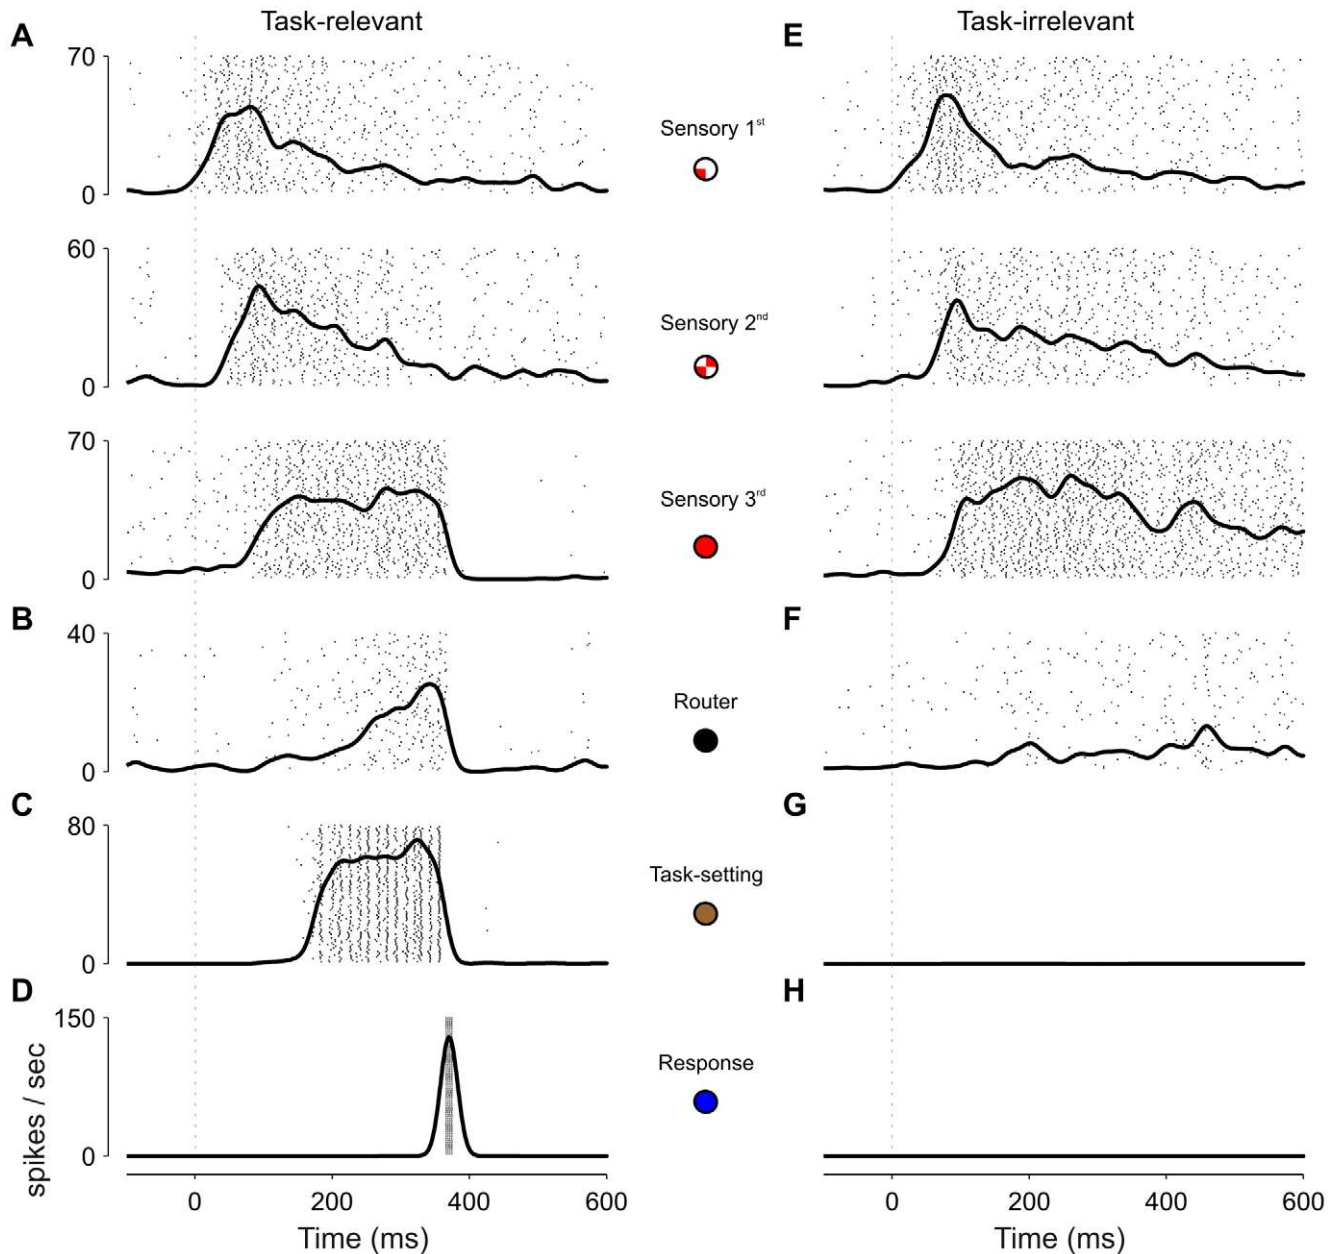 Task-relevant
Task-irrelevant
A
E
70
0
Sensory 1st
60
0
Sensory 2nd
70
0
Sensory 3rd
B
F
40
0
Router
C
G
80
0
Task-setting
D
H
150
0
Response
spikes / sec
0 200 400 600
0 200 400 600
Time (ms)
Time (ms)